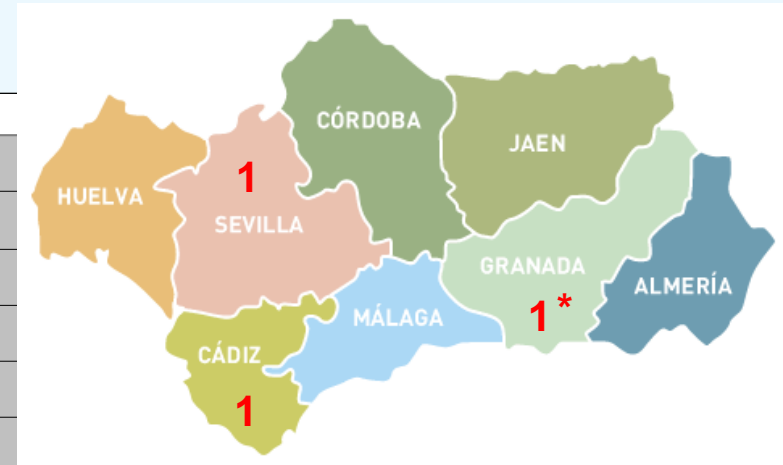 CÓRDOBA
JAEN
1
HUELVA
SEVILLA
GRANADA
ALMERÍA
1*
MÁLAGA
CÁDIZ
1